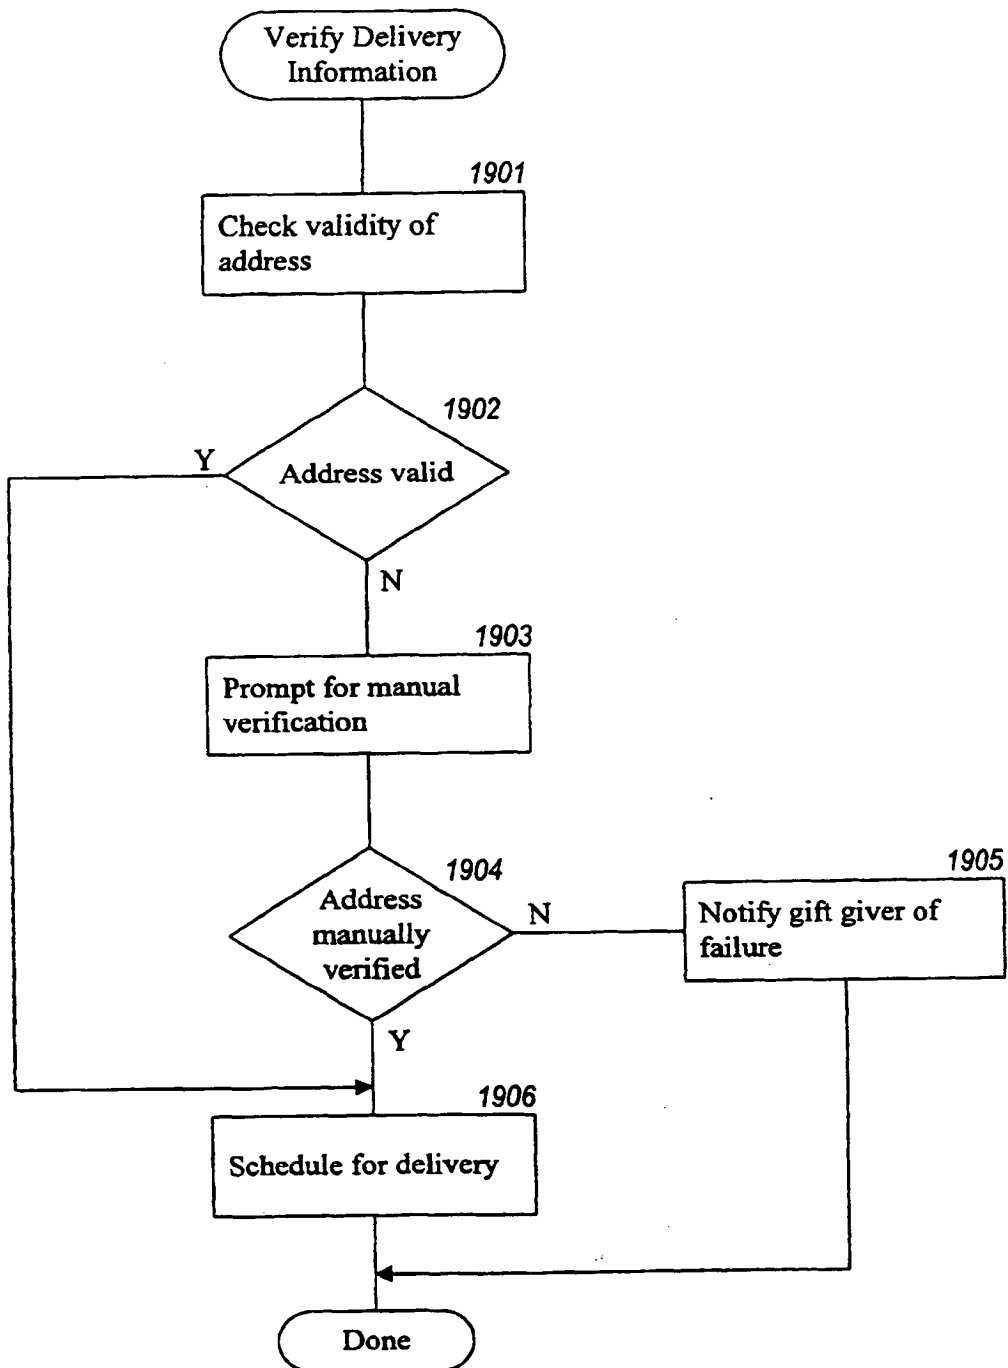 Verify Delivery
Information
1901
Check validity of
address
1902
Y
Address valid
N
1903
Prompt for manual
verification
1904
Address
manually
verified
N
1905
Notify gift giver of
failure
Y
1906
Schedule for delivery
Done